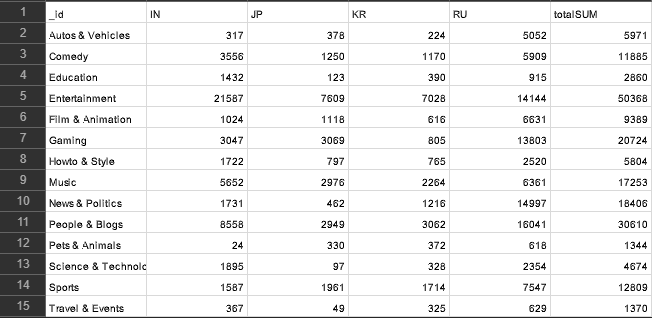 1 _id IN JP KR RU totalSUM
2 Autos & Vehicles 317 378 224 5052 5971
3 Comedy 3556 1250 1170 5909 11885
4 Education 1432 123 390 915 2860
5 Entertainment 21587 7609 7028 14144 50368
6 Film & Animation 1024 1118 616 6631 9389
7 Gaming 3047 3069 805 13803 20724
8 Howto & Style 1722 797 765 2520 5804
9 Music 5652 2976 2264 6361 17253
10 News & Politics 1731 462 1216 14997 18406
11 People & Blogs 8558 2949 3062 16041 30610
12 Pets & Animals 24 330 372 618 1344
13 Science & Technolo 1895 97 328 2354 4674
14 Sports 1587 1961 1714 7547 12809
15 Travel & Events 367 49 325 629 1370